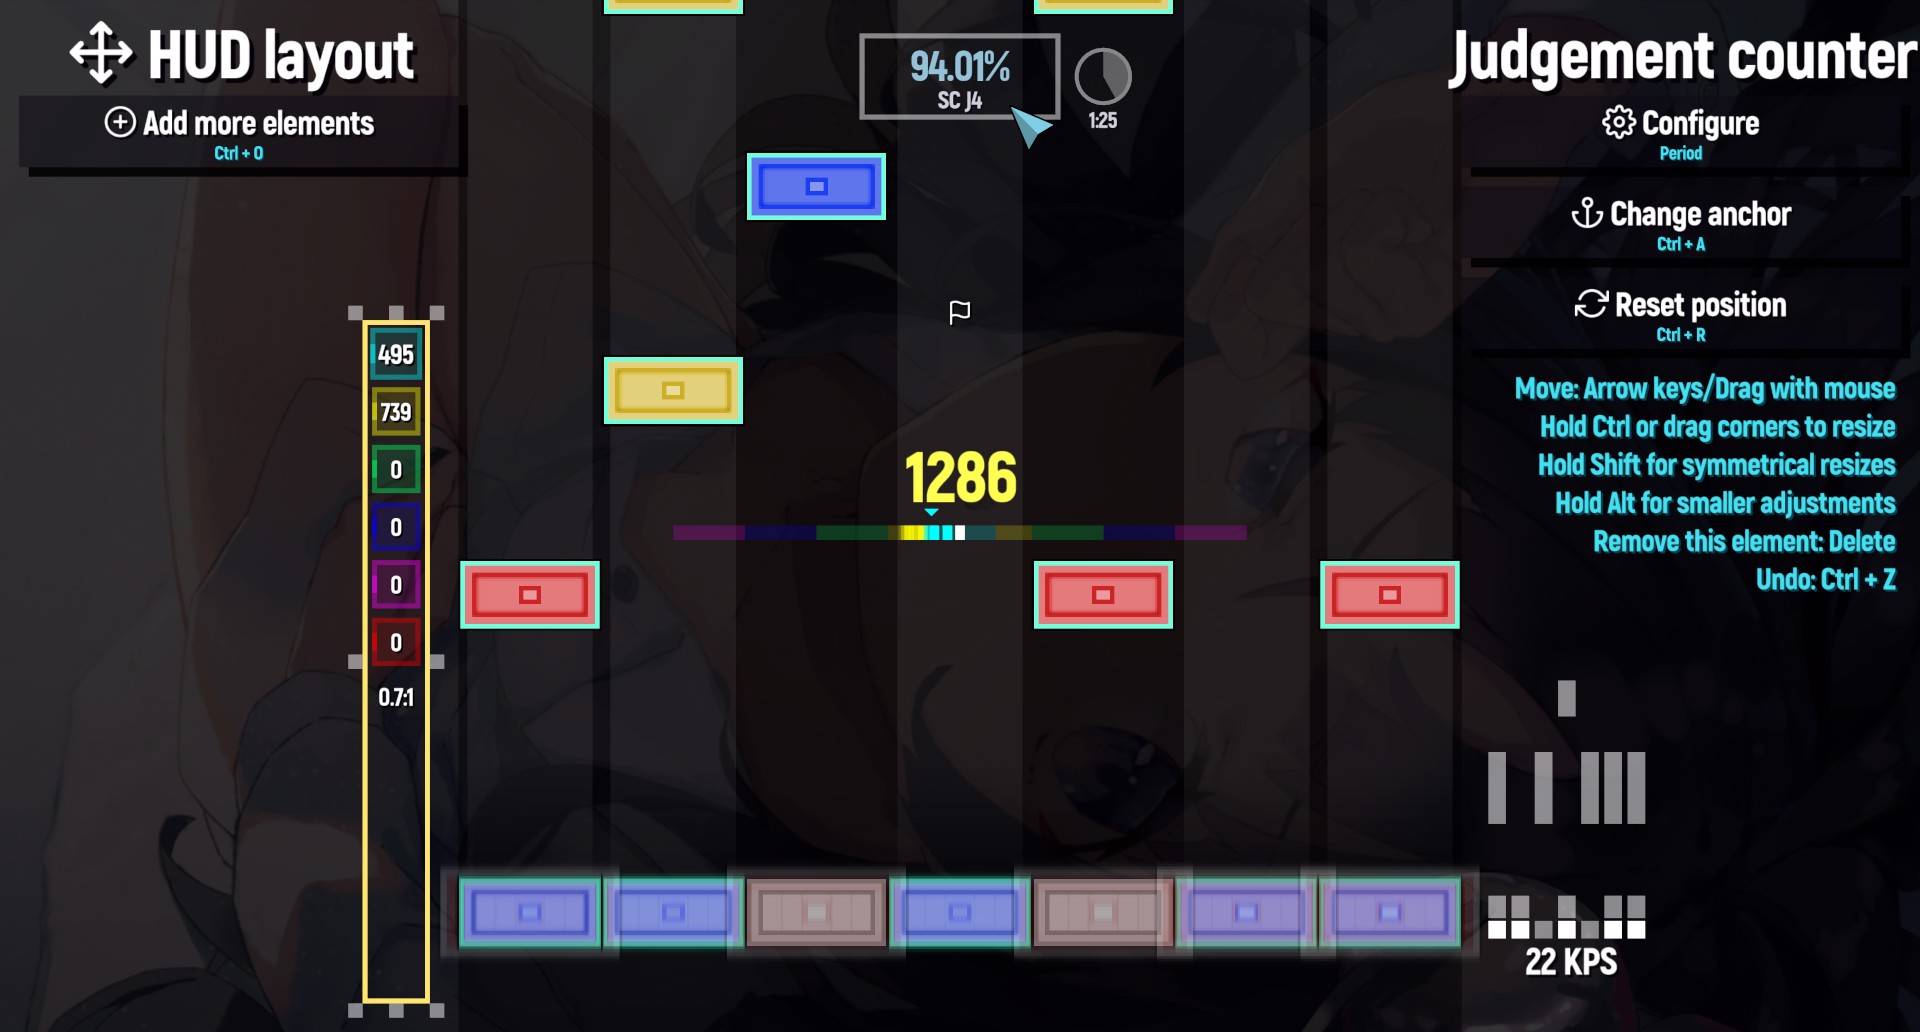 HUD layout
Add more elements
Ctrl + O
94.01%
SC J4
1:25
Judgement counter
Configure
Period
Change anchor
Ctrl + A
Reset position
Ctrl + R
Move: Arrow keys/Drag with mouse
Hold Ctrl or drag corners to resize
Hold Shift for symmetrical resizes
Hold Alt for smaller adjustments
Remove this element: Delete
Undo: Ctrl + Z
495
739
0
0
0
0
0.7:1
1286
22 KPS